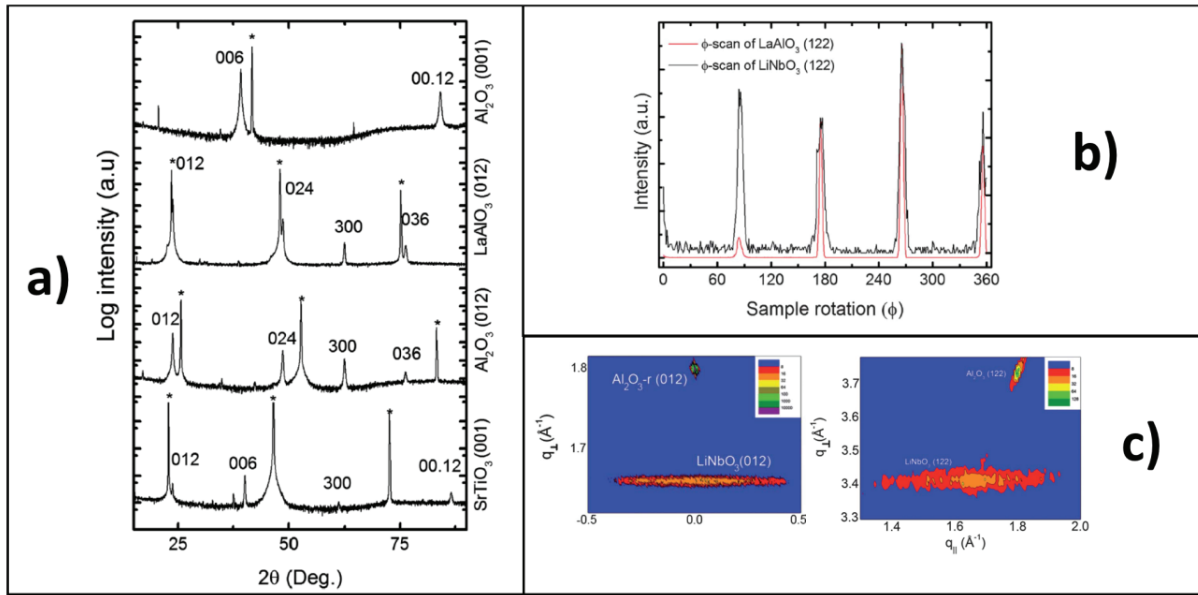 a)
Log intensity (a.u)
006
*
00.12
Al₂O₃ (001)
*012
*
024
300
*
036
LaAlO₃ (012)
012
*
024
*
300
036
*
Al₂O₃ (012)
*
012
006
*
300
*
00.12
SrTiO₃ (001)
25 50 75
2θ (Deg.)
b)
Intensity (a.u.)
ϕ-scan of LaAlO₃ (122)
ϕ-scan of LiNbO₃ (122)
0 60 120 180 240 300 360
Sample rotation (ϕ)
c)
q⊥ (Å⁻¹)
1.8
1.7
Al₂O₃-r (012)
LiNbO₃(012)
-0.5 0.0 0.5
q⊥ (Å⁻¹)
3.7
3.6
3.5
3.4
3.3
Al₂O₃ (122)
LiNbO₃ (122)
1.4 1.6 1.8 2.0
q|| (Å⁻¹)